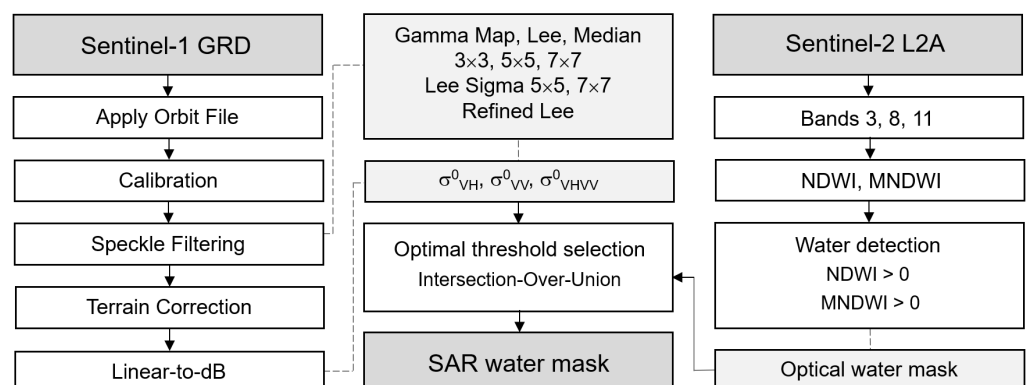 Sentinel-1 GRD
Apply Orbit File
Calibration
Speckle Filtering
Terrain Correction
Linear-to-dB
Gamma Map, Lee, Median
3×3, 5×5, 7×7
Lee Sigma 5×5, 7×7
Refined Lee
σ⁰VH, σ⁰VV, σ⁰VHVV
Optimal threshold selection
Intersection-Over-Union
SAR water mask
Sentinel-2 L2A
Bands 3, 8, 11
NDWI, MNDWI
Water detection
NDWI > 0
MNDWI > 0
Optical water mask